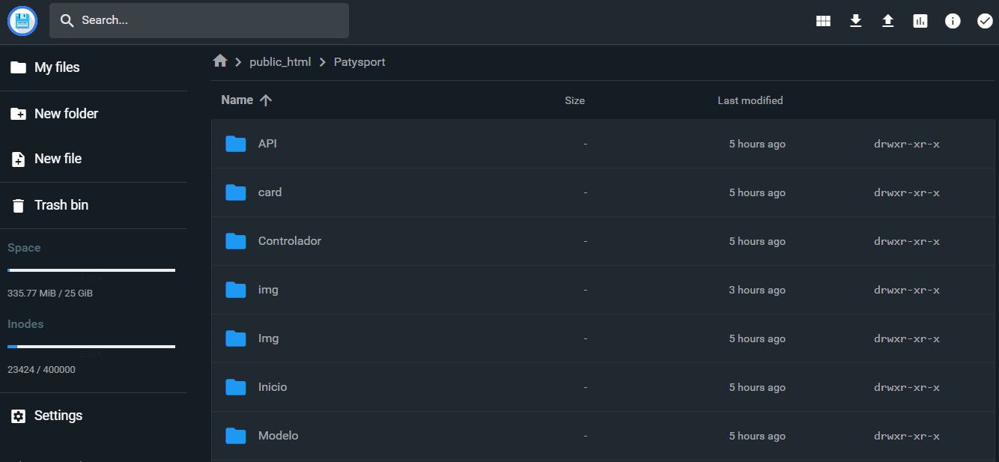 Search...
My files
New folder
New file
Trash bin
Space
335.77 MiB / 25 GiB
Inodes
23424 / 400000
Settings
public_html Patysport
Name Size Last modified
API - 5 hours ago drwxr-xr-x
card - 5 hours ago drwxr-xr-x
Controlador - 5 hours ago drwxr-xr-x
img - 3 hours ago drwxr-xr-x
Img - 5 hours ago drwxr-xr-x
Inicio - 5 hours ago drwxr-xr-x
Modelo - 5 hours ago drwxr-xr-x